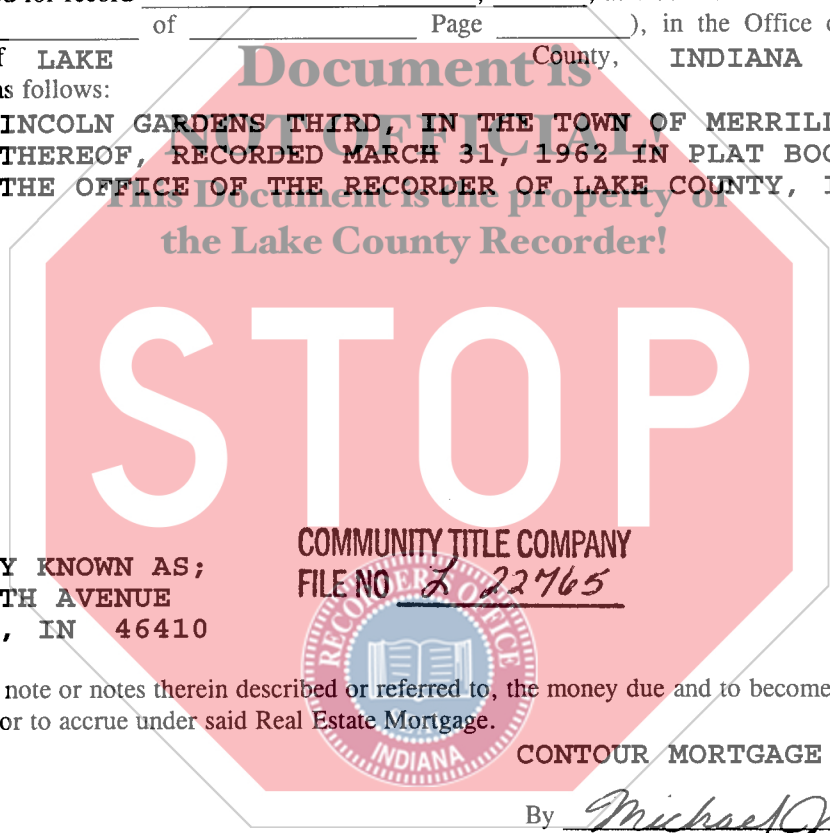 of Page ), in the Office
LAKE County, INDIANA
as follows:
Document is
INCOLN GARDENS THIRD, IN THE TOWN OF MERRILL
NOT OFFICIAL!
THEREOF, RECORDED MARCH 31, 1962 IN PLAT BOO
THE OFFICE OF THE RECORDER OF LAKE COUNTY, I
This Document is the property of
the Lake County Recorder!
STOP
COMMUNITY TITLE COMPANY
FILE NO L 22765
Y KNOWN AS;
TH AVENUE
, IN 46410
RECORDER'S OFFICE
note or notes therein described or referred to, the money due and to become
or to accrue under said Real Estate Mortgage.
INDIANA
CONTOUR MORTGAGE
By Michael J